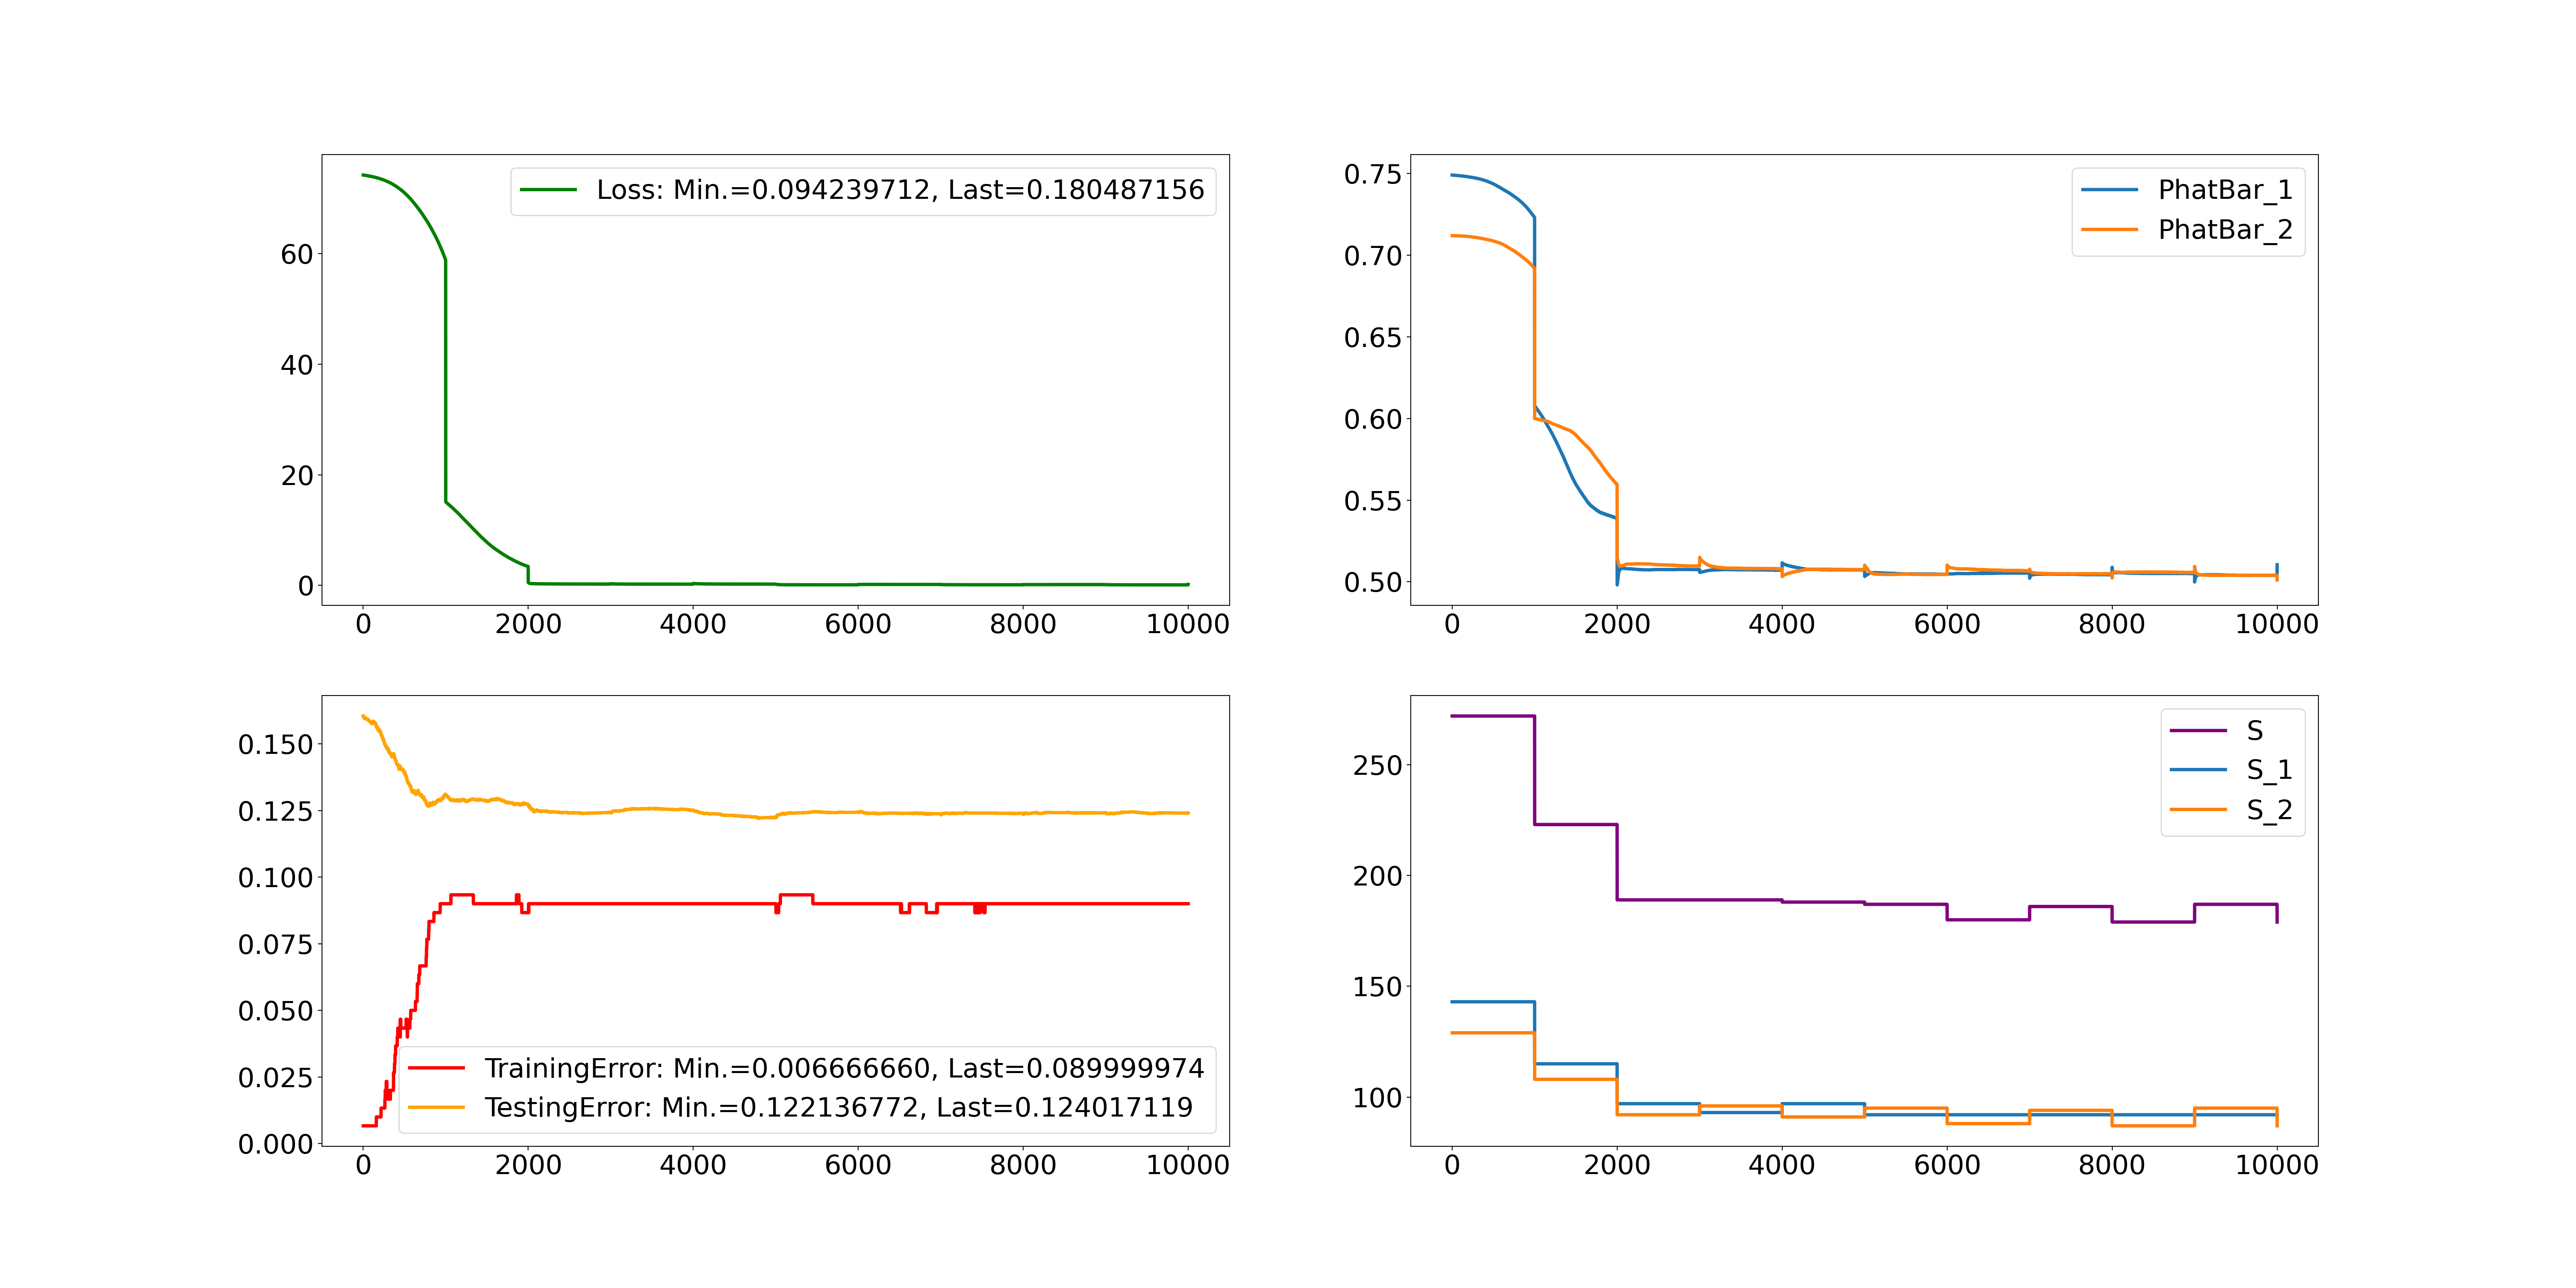 Loss: Min.=0.094239712, Last=0.180487156
60
40
20
0
0 2000 4000 6000 8000 10000
PhatBar_1
PhatBar_2
0.75
0.70
0.65
0.60
0.55
0.50
0 2000 4000 6000 8000 10000
0.150
0.125
0.100
0.075
0.050
0.025
0.000
TrainingError: Min.=0.006666660, Last=0.089999974
TestingError: Min.=0.122136772, Last=0.124017119
0 2000 4000 6000 8000 10000
S
S_1
S_2
250
200
150
100
0 2000 4000 6000 8000 10000